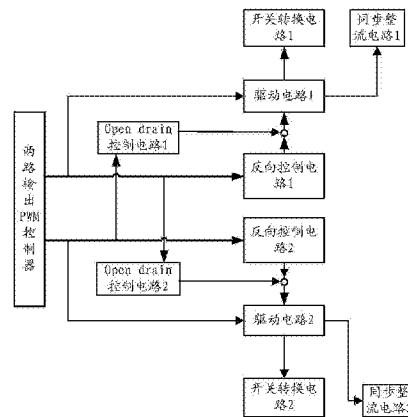 开关转换电
路1
同步整
流电路1
驱动电路1
Open drain
控制电路1
两
路
输
出
PWM
控
制
器
反向控制电
路1
反向控制电
路2
Open drain
控制电路2
驱动电路2
开关转换电
路2
同步整
流电路2